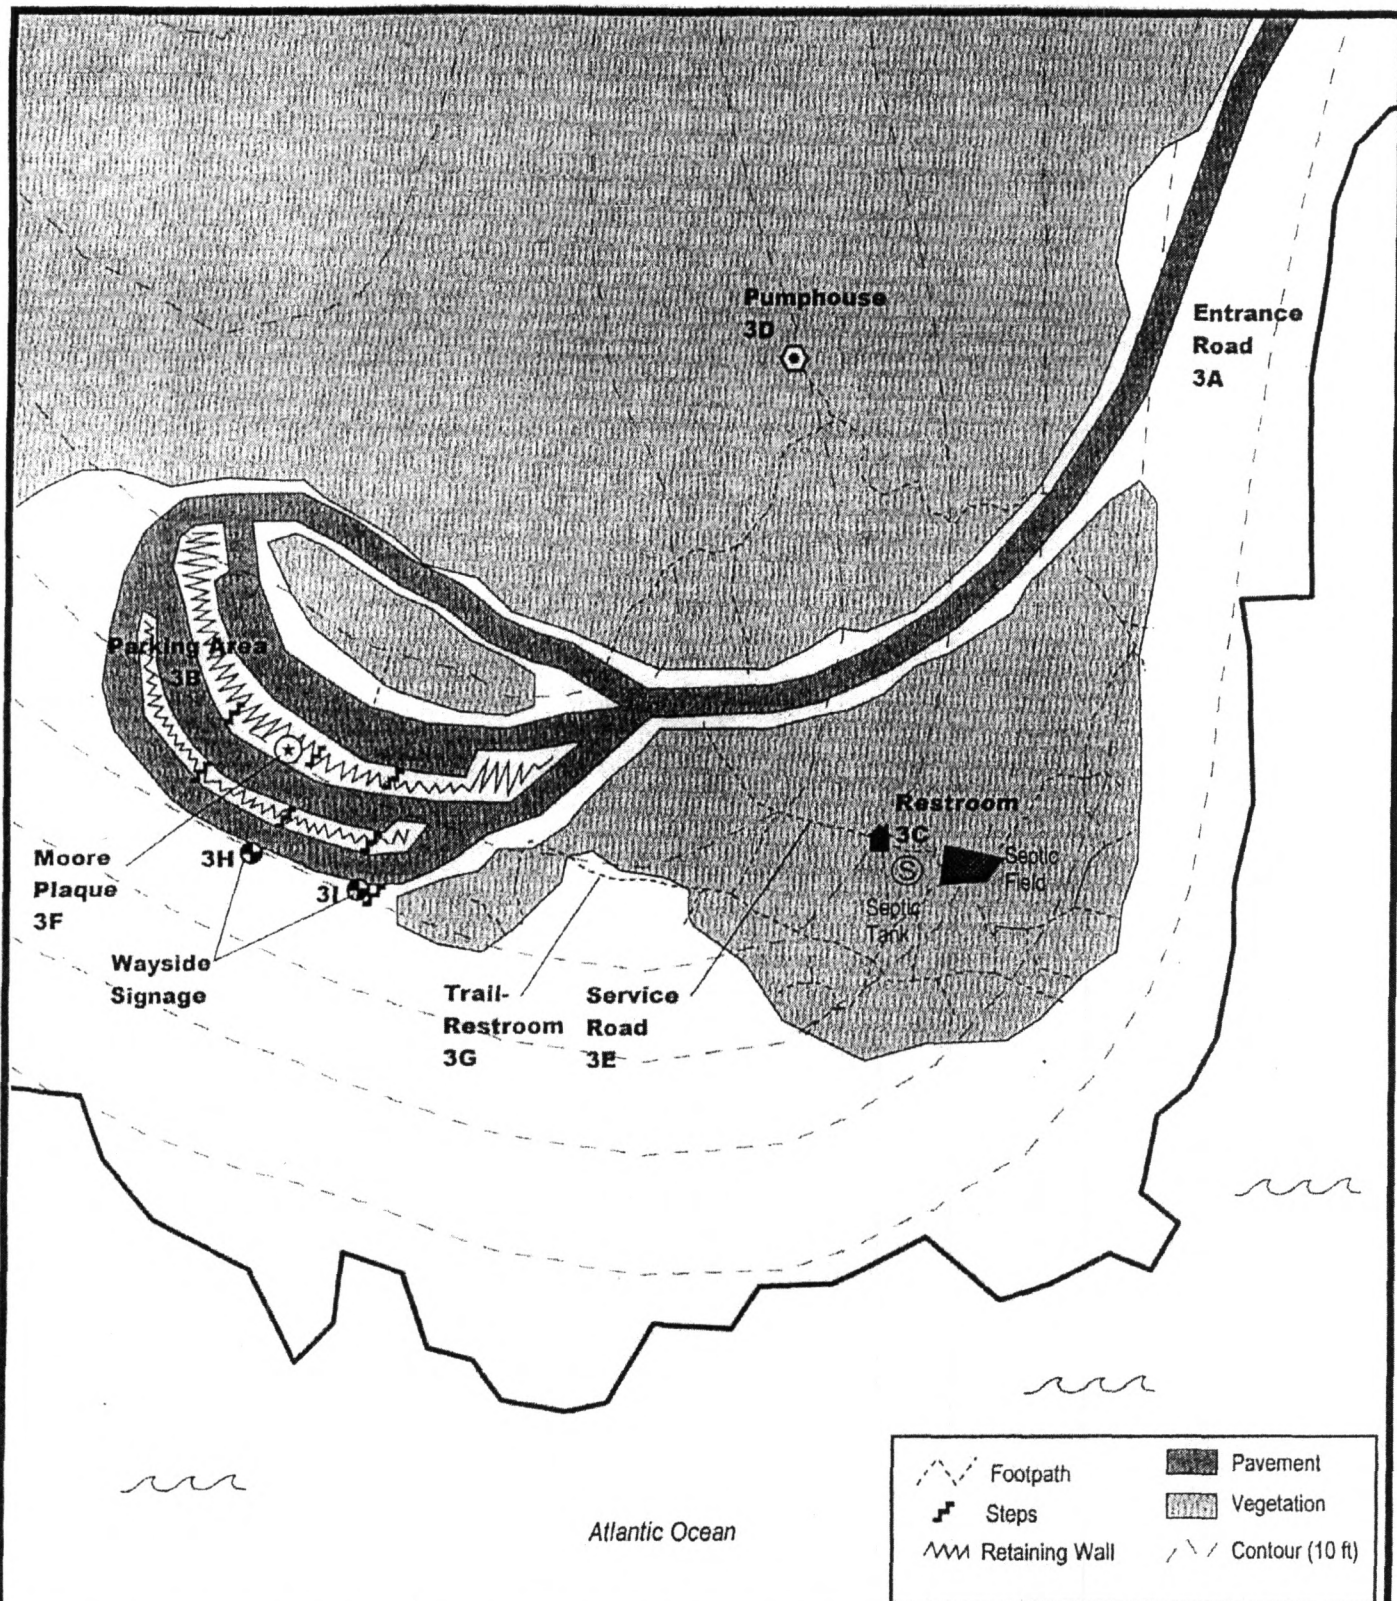 Pumphouse
3D
Entrance
Road
3A
Parking Area
3B
Restroom
3C
Septic
Field
S
Septic
Tank
Moore
Plaque
3F
3H
3I
Wayside
Signage
Trail-
Restroom
3G
Service
Road
3E
Atlantic Ocean
Footpath
Steps
Retaining Wall
Pavement
Vegetation
Contour (10 ft)